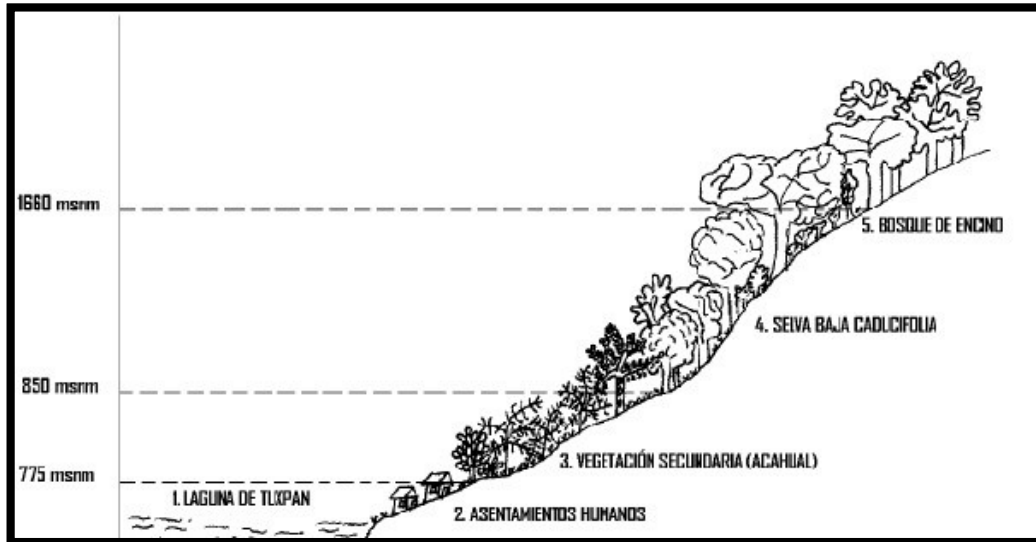 1660 msnm
5. BOSQUE DE ENCINO
4. SELVA BAJA CADUCIFOLIA
850 msnm
3. VEGETACIÓN SECUNDARIA (ACAHUAL)
775 msnm
1. LAGUNA DE TUXPAN
2. ASENTAMIENTOS HUMANOS